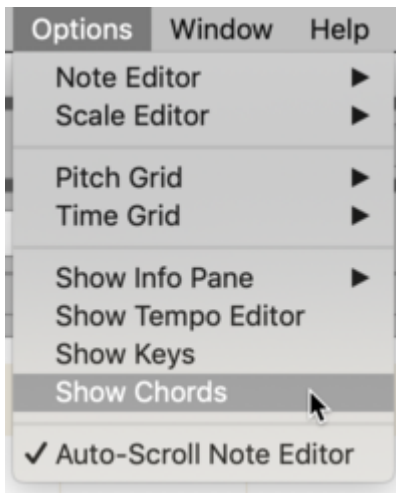 Options Window Help
Note Editor
Scale Editor
Pitch Grid
Time Grid
Show Info Pane
Show Tempo Editor
Show Keys
Show Chords
✓ Auto-Scroll Note Editor